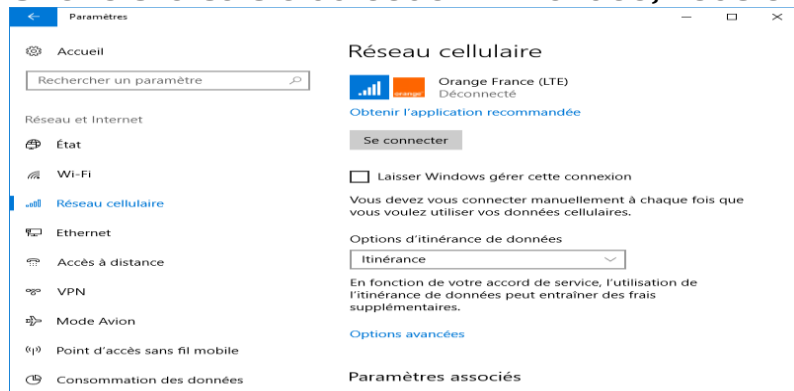 Paramètres
Accueil
Rechercher un paramètre
Réseau et Internet
État
Wi-Fi
Réseau cellulaire
Ethernet
Accès à distance
VPN
Mode Avion
Point d'accès sans fil mobile
Consommation des données
Réseau cellulaire
orange
Orange France (LTE)
Déconnecté
Obtenir l'application recommandée
Se connecter
Laisser Windows gérer cette connexion
Vous devez vous connecter manuellement à chaque fois que
vous voulez utiliser vos données cellulaires.
Options d'itinérance de données
Itinérance
En fonction de votre accord de service, l'utilisation de
l'itinérance de données peut entraîner des frais
supplémentaires.
Options avancées
Paramètres associés